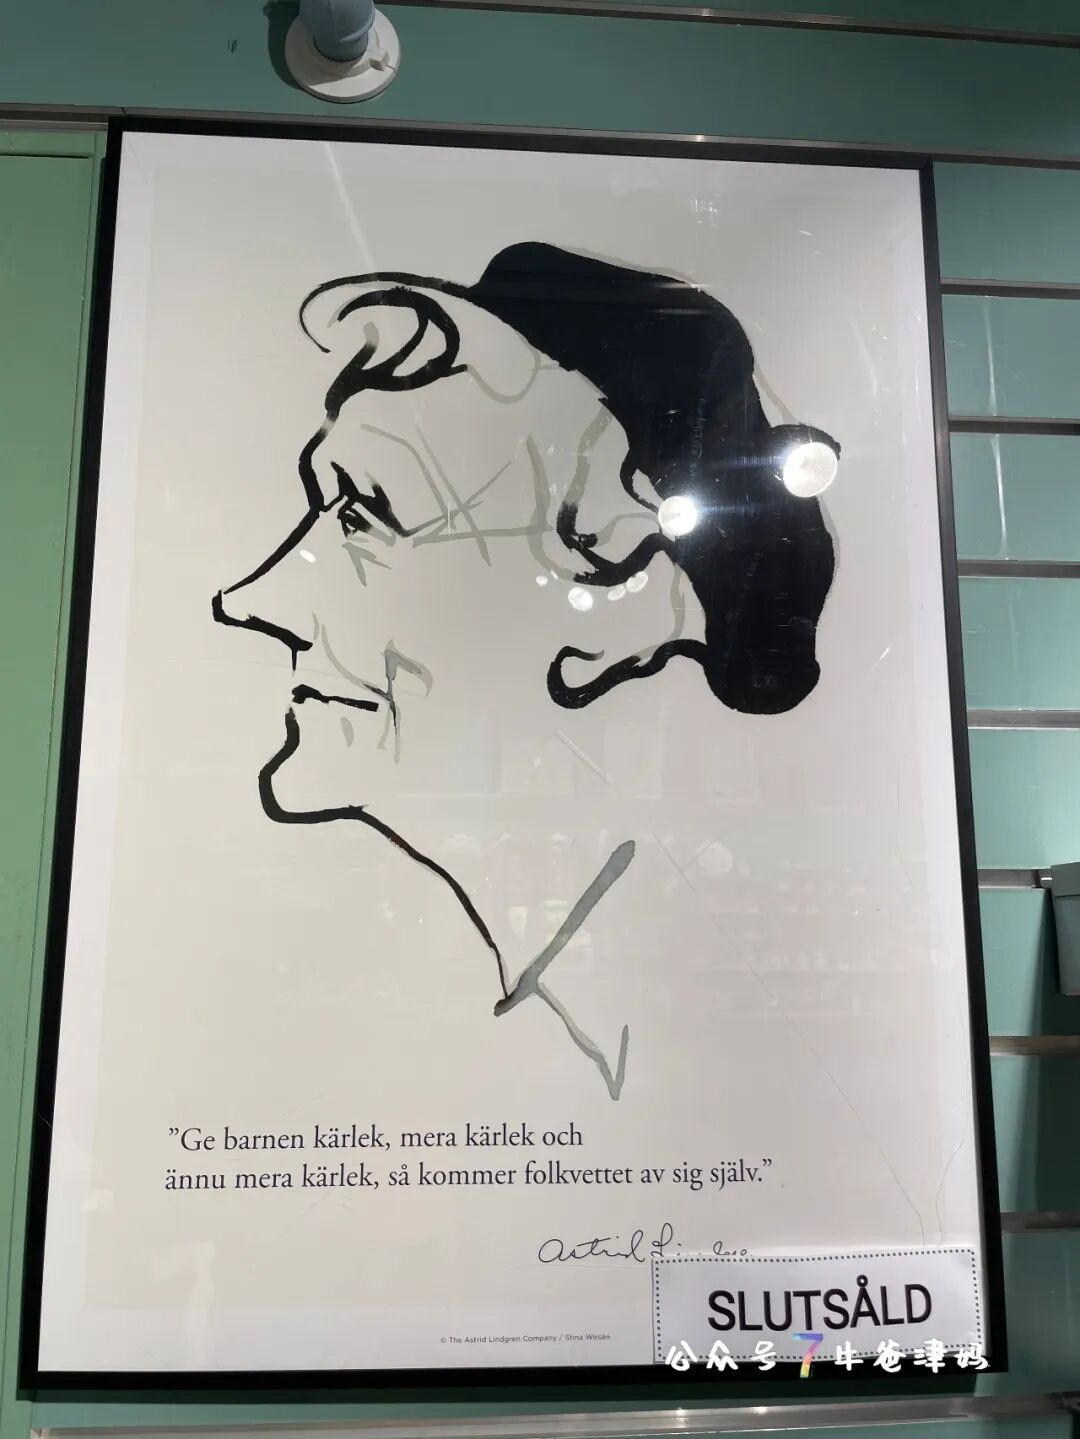 ”Ge barnen kärlek, mera kärlek och
ännu mera kärlek, så kommer folkvettet av sig själv.”
Astrid
SLUTSÅLD
© The Astrid Lindgren Company / Stina Wirsén
公众号7牛爸津妈